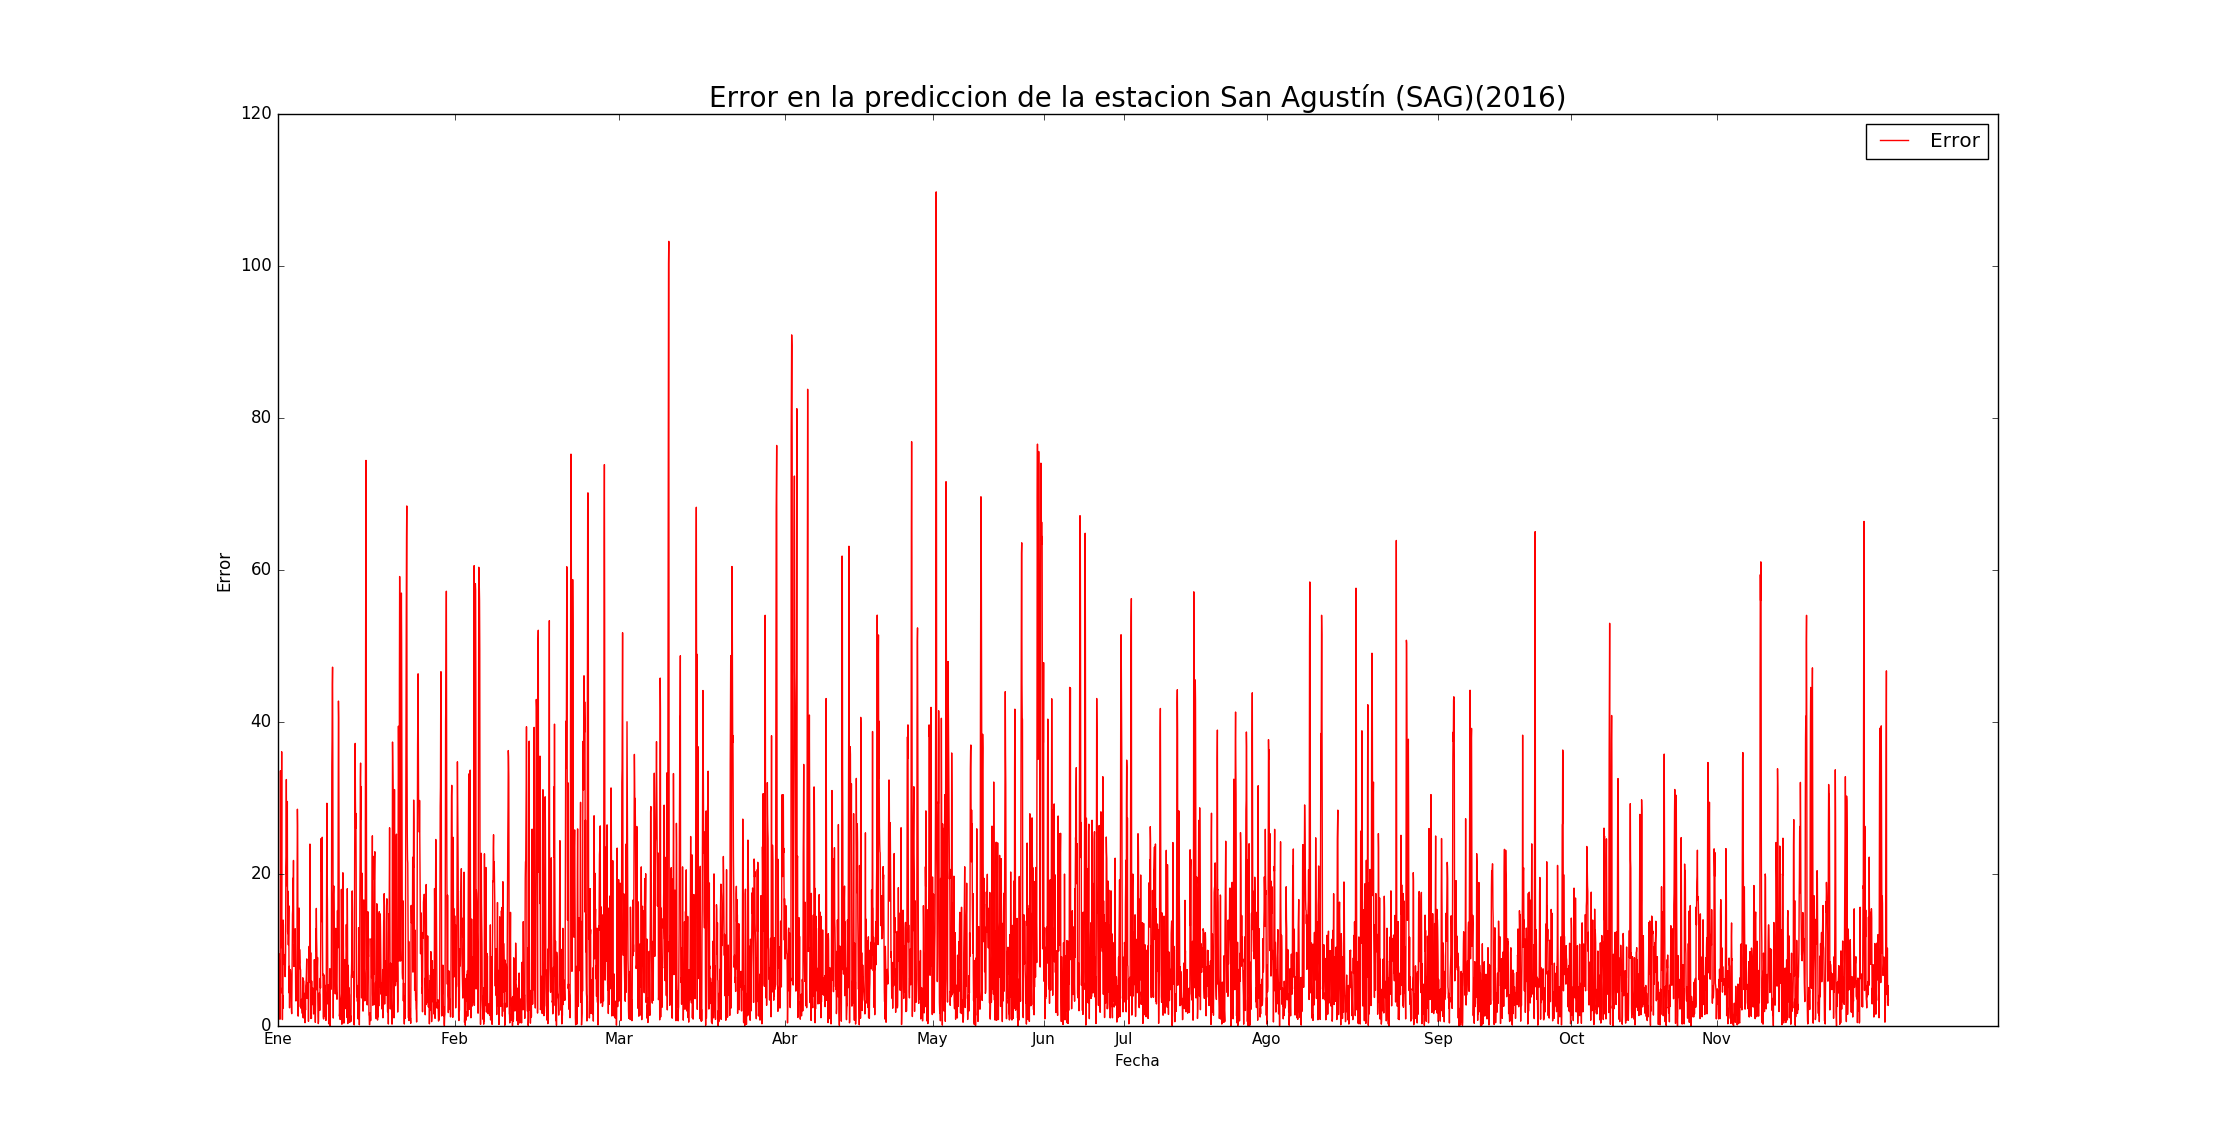 Error en la prediccion de la estacion San Agustín (SAG)(2016)
120
Error
100
80
60
Error
40
20
0
Ene Feb Mar Abr May Jun Jul Ago Sep Oct Nov
Fecha